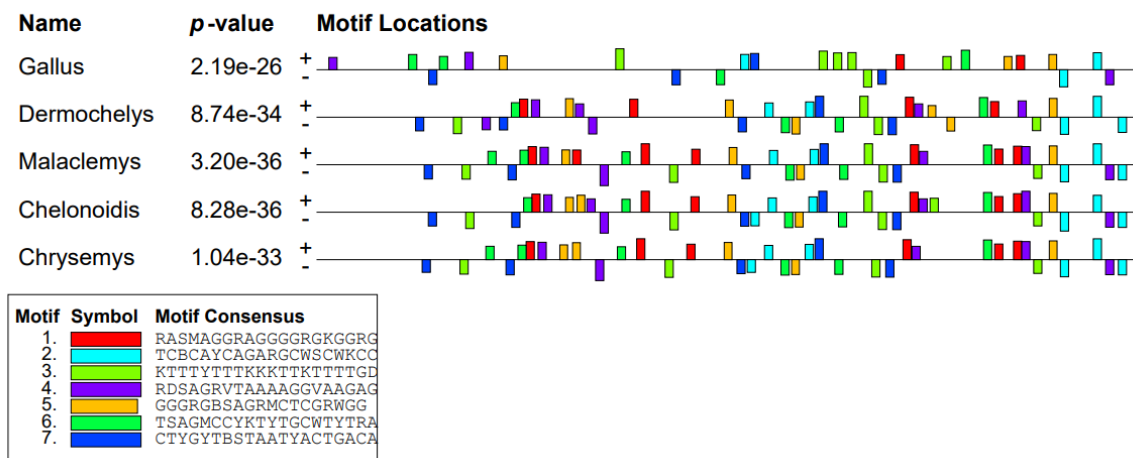 Name p-value Motif Locations
Gallus 2.19e-26 + -
Dermochelys 8.74e-34 + -
Malaclemys 3.20e-36 + -
Chelonoidis 8.28e-36 + -
Chrysemys 1.04e-33 + -
Motif Symbol Motif Consensus
1. RASMAGGRAGGGGRGKGGRG
2. TCBCAYCAGARGCWSCWKCC
3. KTTTYTTTKKKTTKTTTTGD
4. RDSAGRVTAAAAGGVAAGAG
5. GGGRGBSAGRMCTCGRWGG
6. TSAGMCCYKTYTGCWTYTRA
7. CTYGYTBSTAATYACTGACA